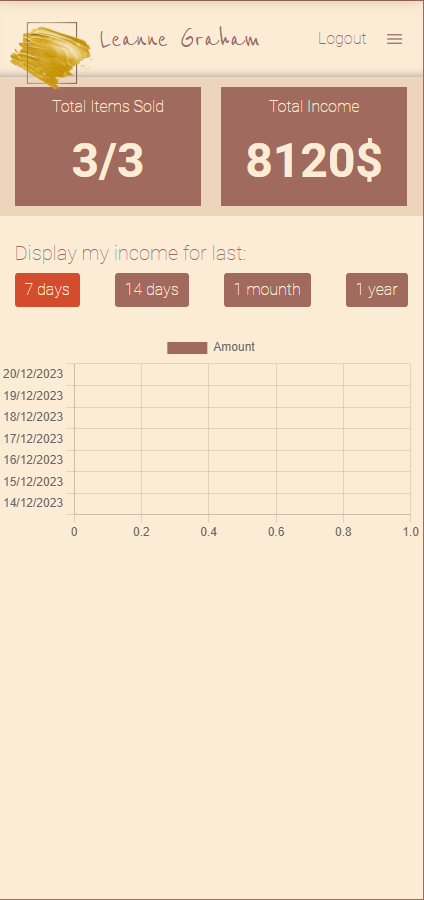 Leanne Graham
Logout
Total Items Sold
Total Income
3/3
8120$
Display my income for last:
7 days
14 days
1 mounth
1 year
Amount
20/12/2023
19/12/2023
18/12/2023
17/12/2023
16/12/2023
15/12/2023
14/12/2023
0 0.2 0.4 0.6 0.8 1.0